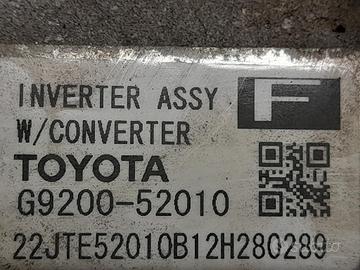 INVERTER ASSY
F
W/CONVERTER
TOYOTA
G9200-52010
22JTE52010B12H280289